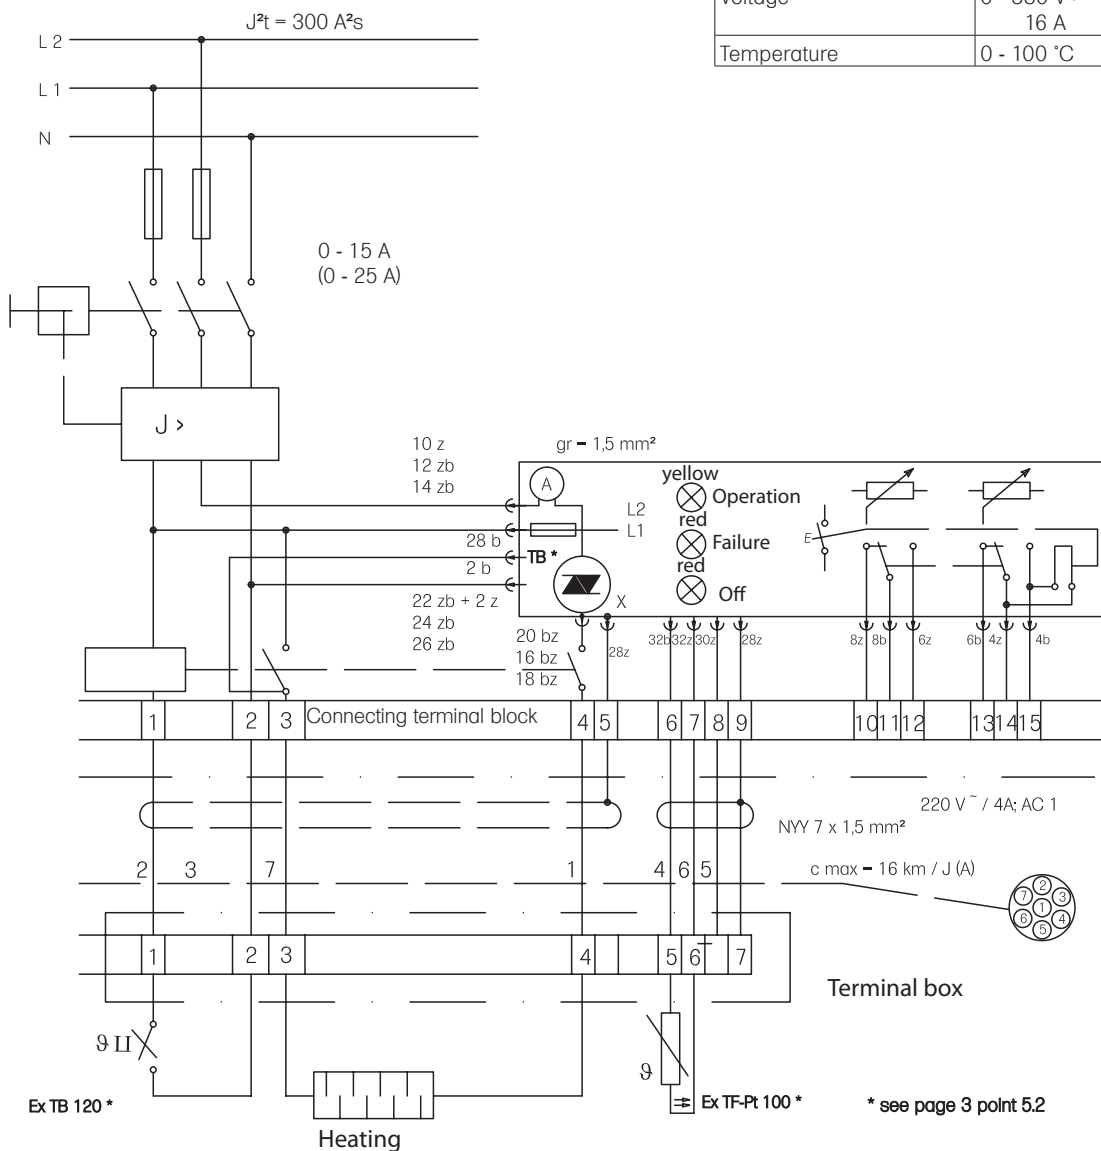 J²t = 300 A²s
Voltage
16 A
Temperature
0 - 100 °C
L 2
L 1
N
0 - 15 A
(0 - 25 A)
J >
10 z
12 zb
14 zb
gr = 1,5 mm²
A
yellow
Operation
L2
L1
red
Failure
red
Off
E
28 b
TB *
2 b
X
22 zb + 2 z
24 zb
26 zb
20 bz
16 bz
18 bz
28z
32b
32z
30z
28z
8z
8b
6z
6b
4z
4b
1
2
3
Connecting terminal block
4
5
6
7
8
9
10
11
12
13
14
15
220 V ~ / 4A; AC 1
NYY 7 x 1,5 mm²
2
3
7
1
4
6
5
c max = 16 km / J (A)
2
7
3
1
6
4
5
1
2
3
4
5
6
7
Terminal box
ϑ
ϑ
Ex TB 120 *
Ex TF-Pt 100 *
* see page 3 point 5.2
Heating